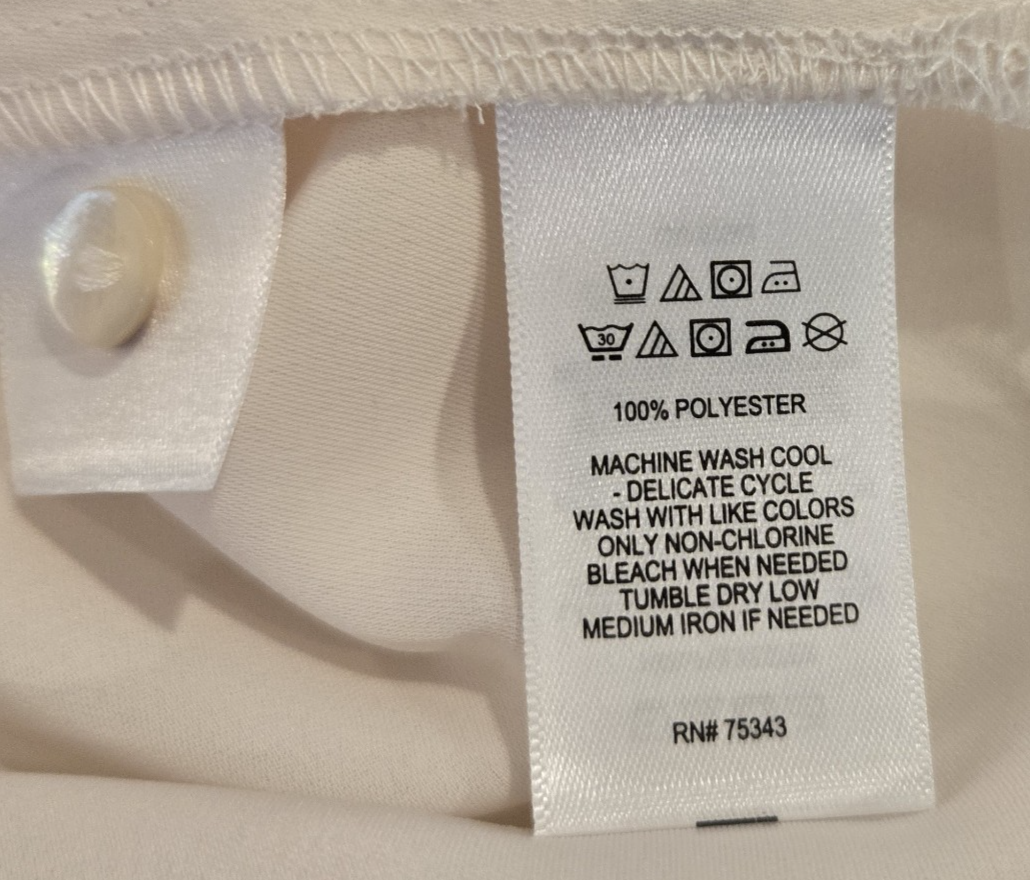 30
100% POLYESTER
MACHINE WASH COOL
- DELICATE CYCLE
WASH WITH LIKE COLORS
ONLY NON-CHLORINE
BLEACH WHEN NEEDED
TUMBLE DRY LOW
MEDIUM IRON IF NEEDED
RN# 75343